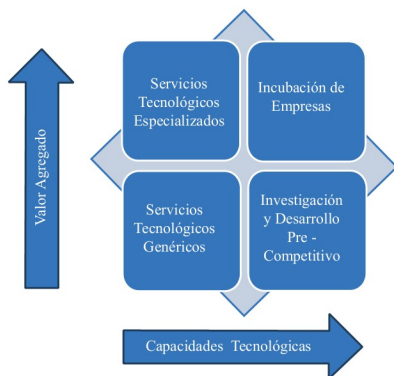 Servicios
Tecnológicos
Especializados
Incubación de
Empresas
Valor Agregado
Servicios
Tecnológicos
Genéricos
Investigación
y Desarrollo
Pre -
Competitivo
Capacidades Tecnológicas